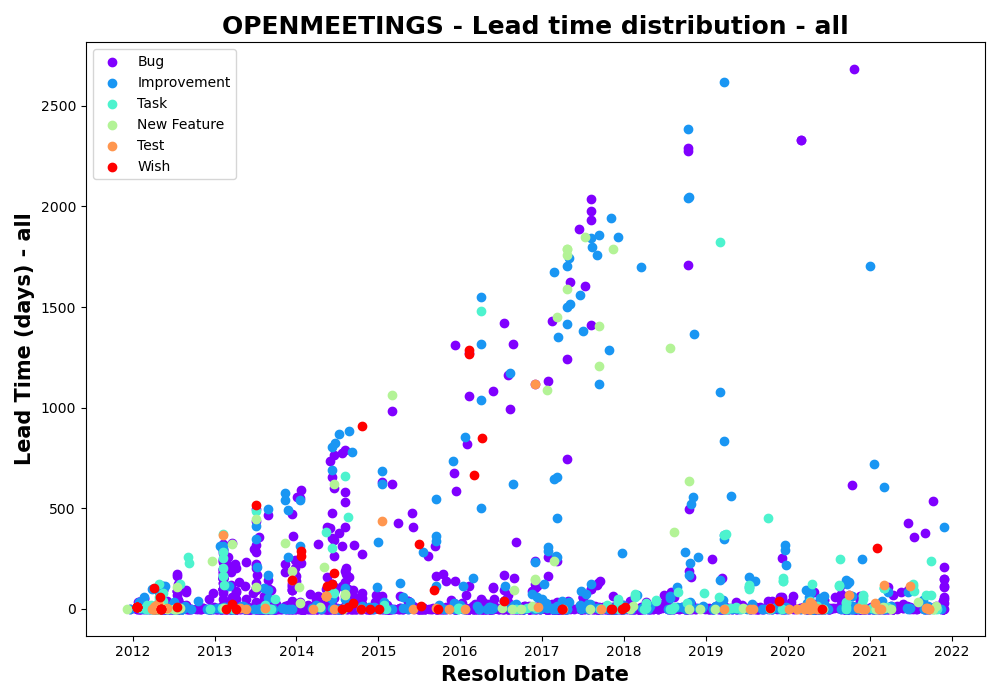 OPENMEETINGS - Lead time distribution - all
Bug
Improvement
Task
New Feature
Test
Wish
Lead Time (days) - all
2500
2000
1500
1000
500
0
2012 2013 2014 2015 2016 2017 2018 2019 2020 2021 2022
Resolution Date